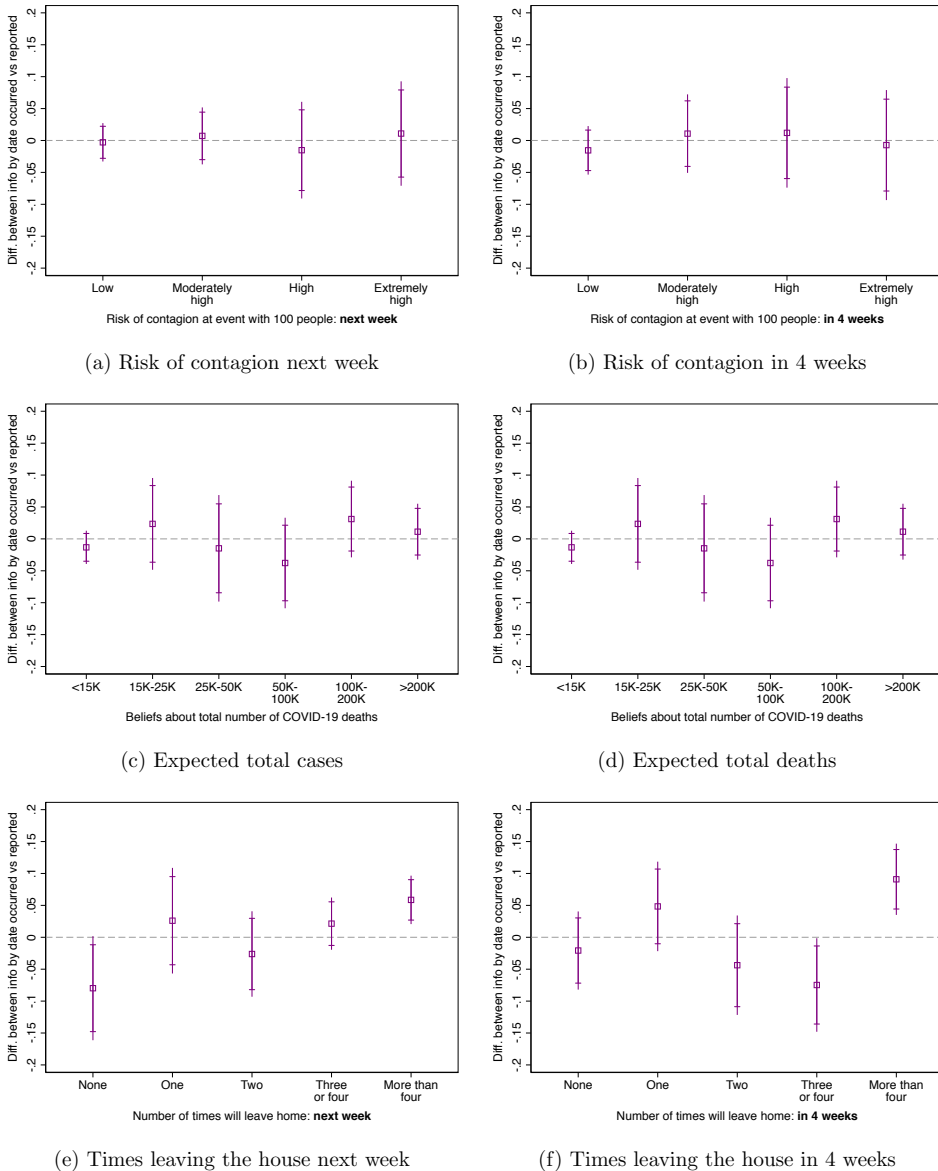 Diff. between info by date occurred vs reported
.2
.15
.1
.05
0
-.05
-.1
-.15
-.2
Low
Moderately
high
High
Extremely
high
Risk of contagion at event with 100 people: next week
(a) Risk of contagion next week
Diff. between info by date occurred vs reported
.2
.15
.1
.05
0
-.05
-.1
-.15
-.2
Low
Moderately
high
High
Extremely
high
Risk of contagion at event with 100 people: in 4 weeks
(b) Risk of contagion in 4 weeks
Diff. between info by date occurred vs reported
.2
.15
.1
.05
0
-.05
-.1
-.15
-.2
<15K
15K-25K
25K-50K
50K-
100K
100K-
200K
>200K
Beliefs about total number of COVID-19 deaths
(c) Expected total cases
Diff. between info by date occurred vs reported
.2
.15
.1
.05
0
-.05
-.1
-.15
-.2
<15K
15K-25K
25K-50K
50K-
100K
100K-
200K
>200K
Beliefs about total number of COVID-19 deaths
(d) Expected total deaths
Diff. between info by date occurred vs reported
.2
.15
.1
.05
0
-.05
-.1
-.15
-.2
None
One
Two
Three
or four
More than
four
Number of times will leave home: next week
(e) Times leaving the house next week
Diff. between info by date occurred vs reported
.2
.15
.1
.05
0
-.05
-.1
-.15
-.2
None
One
Two
Three
or four
More than
four
Number of times will leave home: in 4 weeks
(f) Times leaving the house in 4 weeks